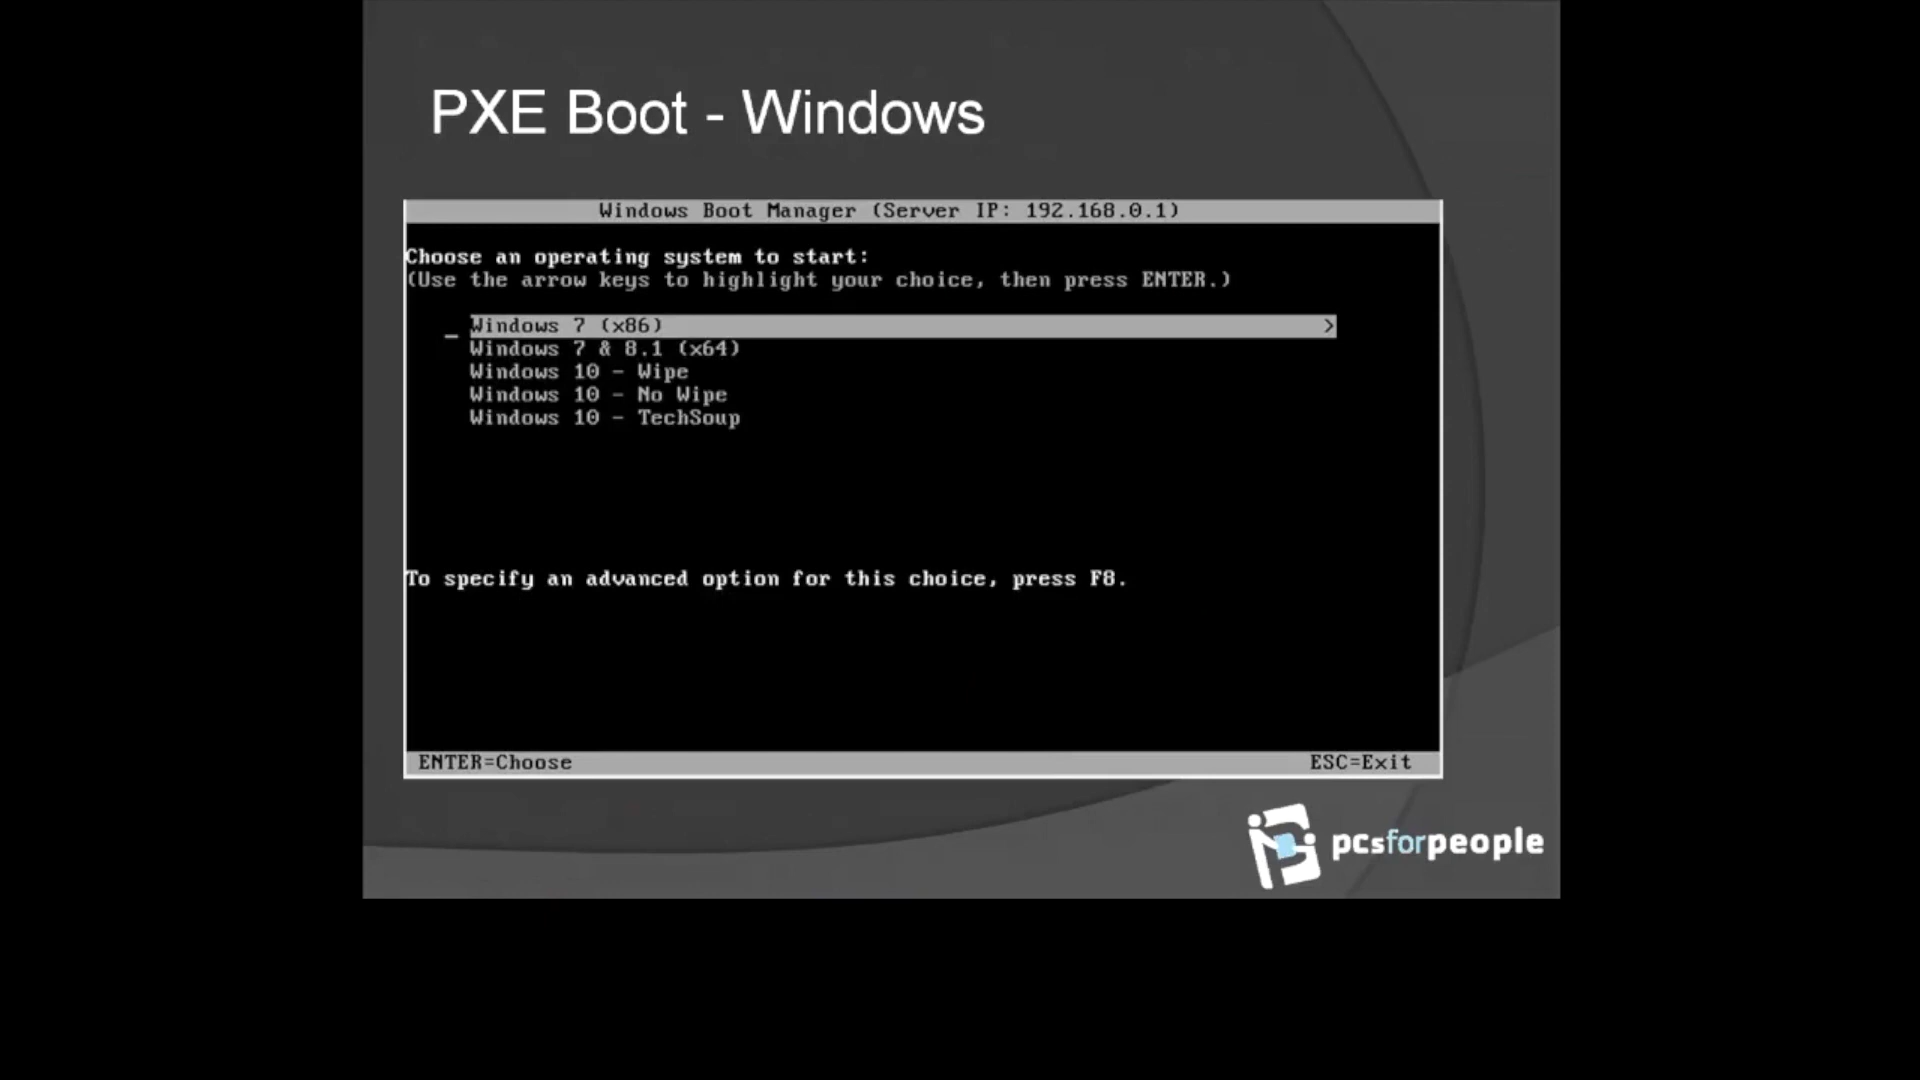 PXE Boot - Windows
Windows Boot Manager (Server IP: 192.168.0.1)
Choose an operating system to start:
(Use the arrow keys to highlight your choice, then press ENTER.)
Windows 7 (x86) >
Windows 7 & 8.1 (x64)
Windows 10 - Wipe
Windows 10 - No Wipe
Windows 10 - TechSoup
To specify an advanced option for this choice, press F8.
ENTER=Choose ESC=Exit
pcsforpeople